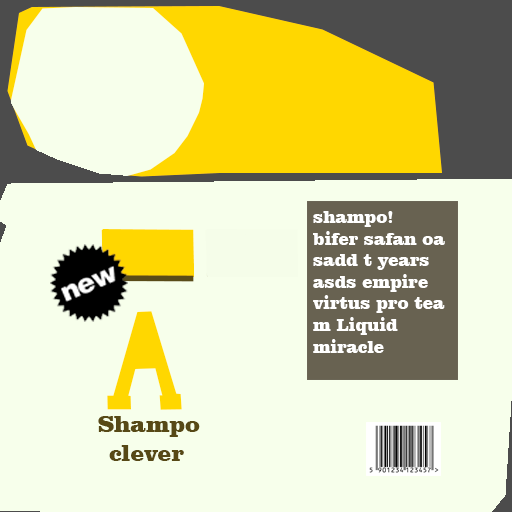 shampo!
bifer safan oa
sadd t years
asds empire
virtus pro tea
m Liquid
miracle
new
A
Shampo
clever
5 901234 123457 >